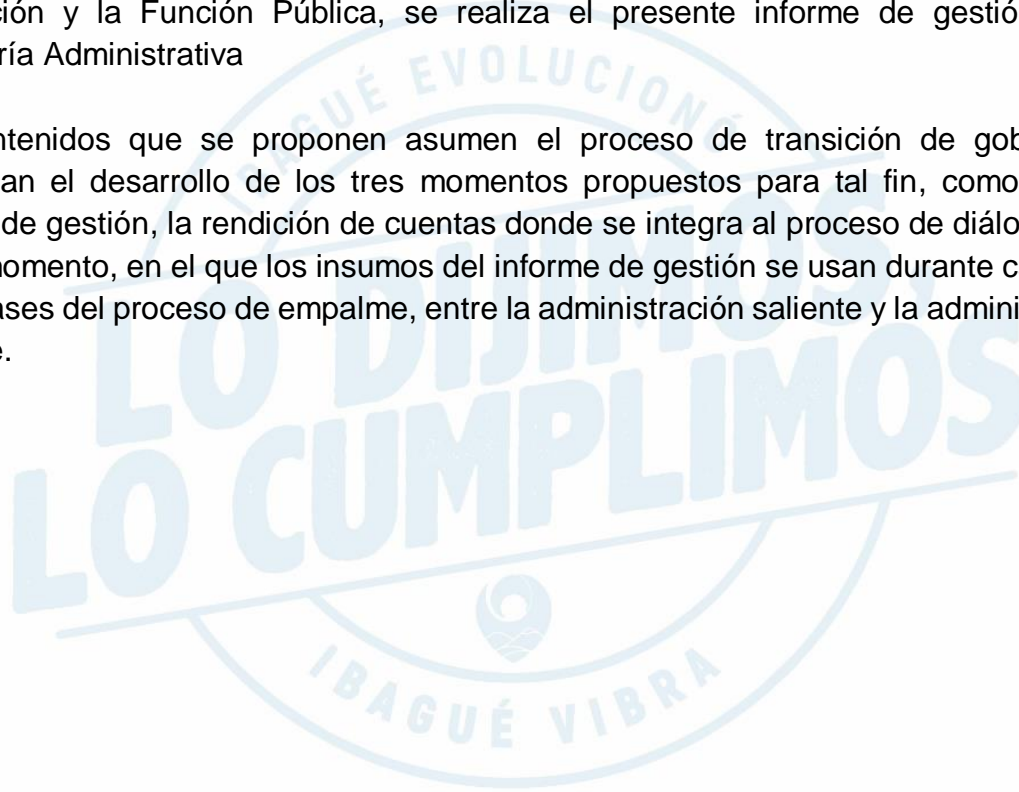 ción y la Función Pública, se realiza el presente informe de gestió
ría Administrativa
ntenidos que se proponen asumen el proceso de transición de gob
an el desarrollo de los tres momentos propuestos para tal fin, como
de gestión, la rendición de cuentas donde se integra al proceso de diálo
nomento, en el que los insumos del informe de gestión se usan durante c
ases del proceso de empalme, entre la administración saliente y la admini
e.
IBAGUÉ EVOLUCIONÓ
LO DIJIMOS,
LO CUMPLIMOS
IBAGUÉ VIBRA